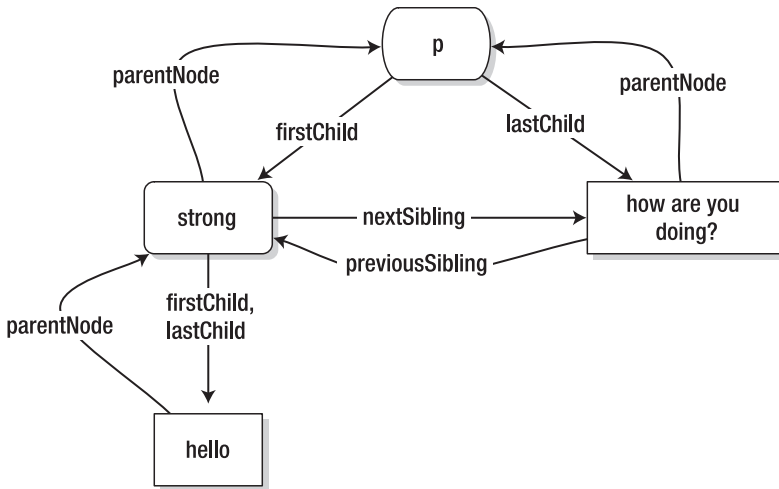 p
parentNode
parentNode
firstChild
lastChild
strong
nextSibling
how are you
doing?
previousSibling
firstChild,
lastChild
parentNode
hello